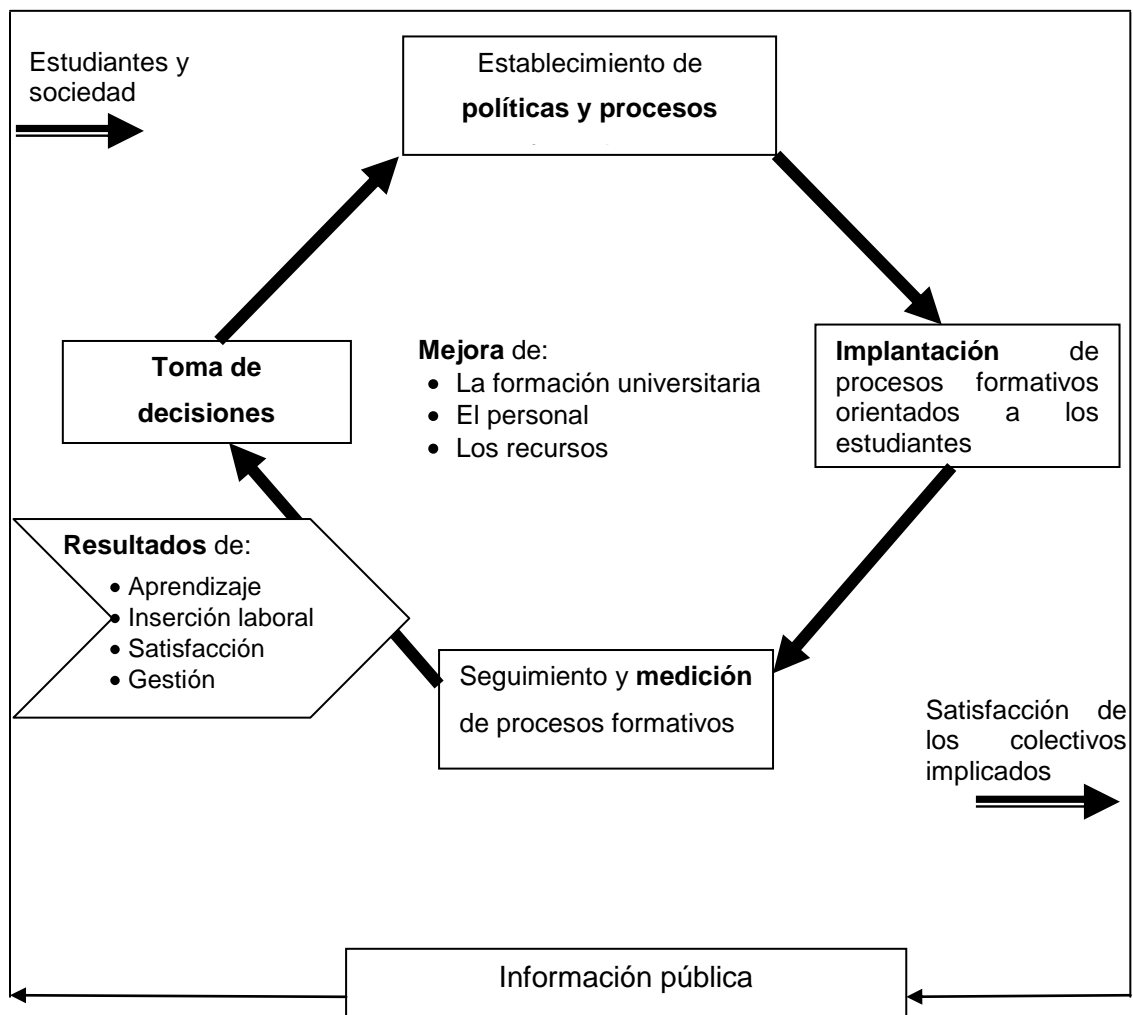 Estudiantes y
sociedad
Establecimiento de
políticas y procesos
Toma de
decisiones
Mejora de:
• La formación universitaria
• El personal
• Los recursos
Implantación de
procesos formativos
orientados a los
estudiantes
Resultados de:
• Aprendizaje
• Inserción laboral
• Satisfacción
• Gestión
Seguimiento y medición
de procesos formativos
Satisfacción de
los colectivos
implicados
Información pública